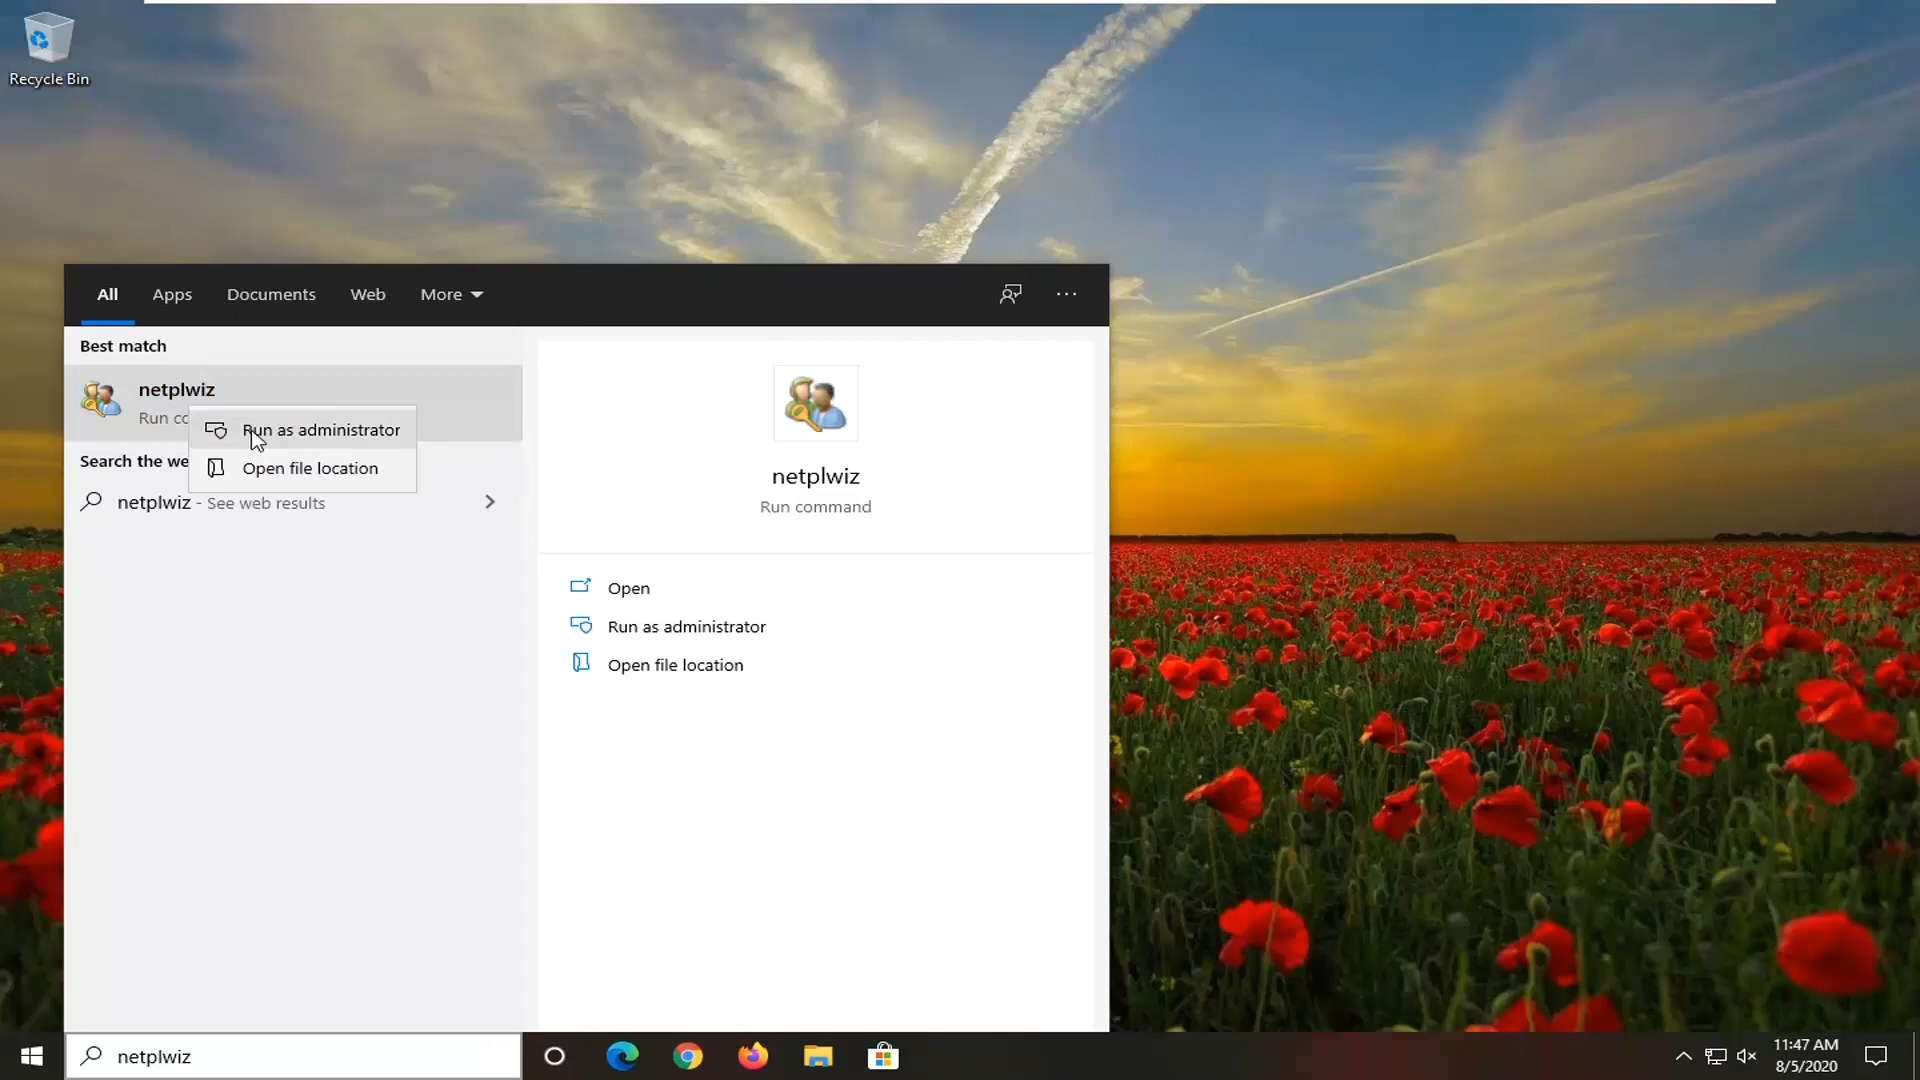 Recycle Bin
All Apps Documents Web More
Best match
netplwiz
Run co
Run as administrator
Search the we
Open file location
netplwiz - See web results
netplwiz
Run command
Open
Run as administrator
Open file location
netplwiz
11:47 AM
8/5/2020